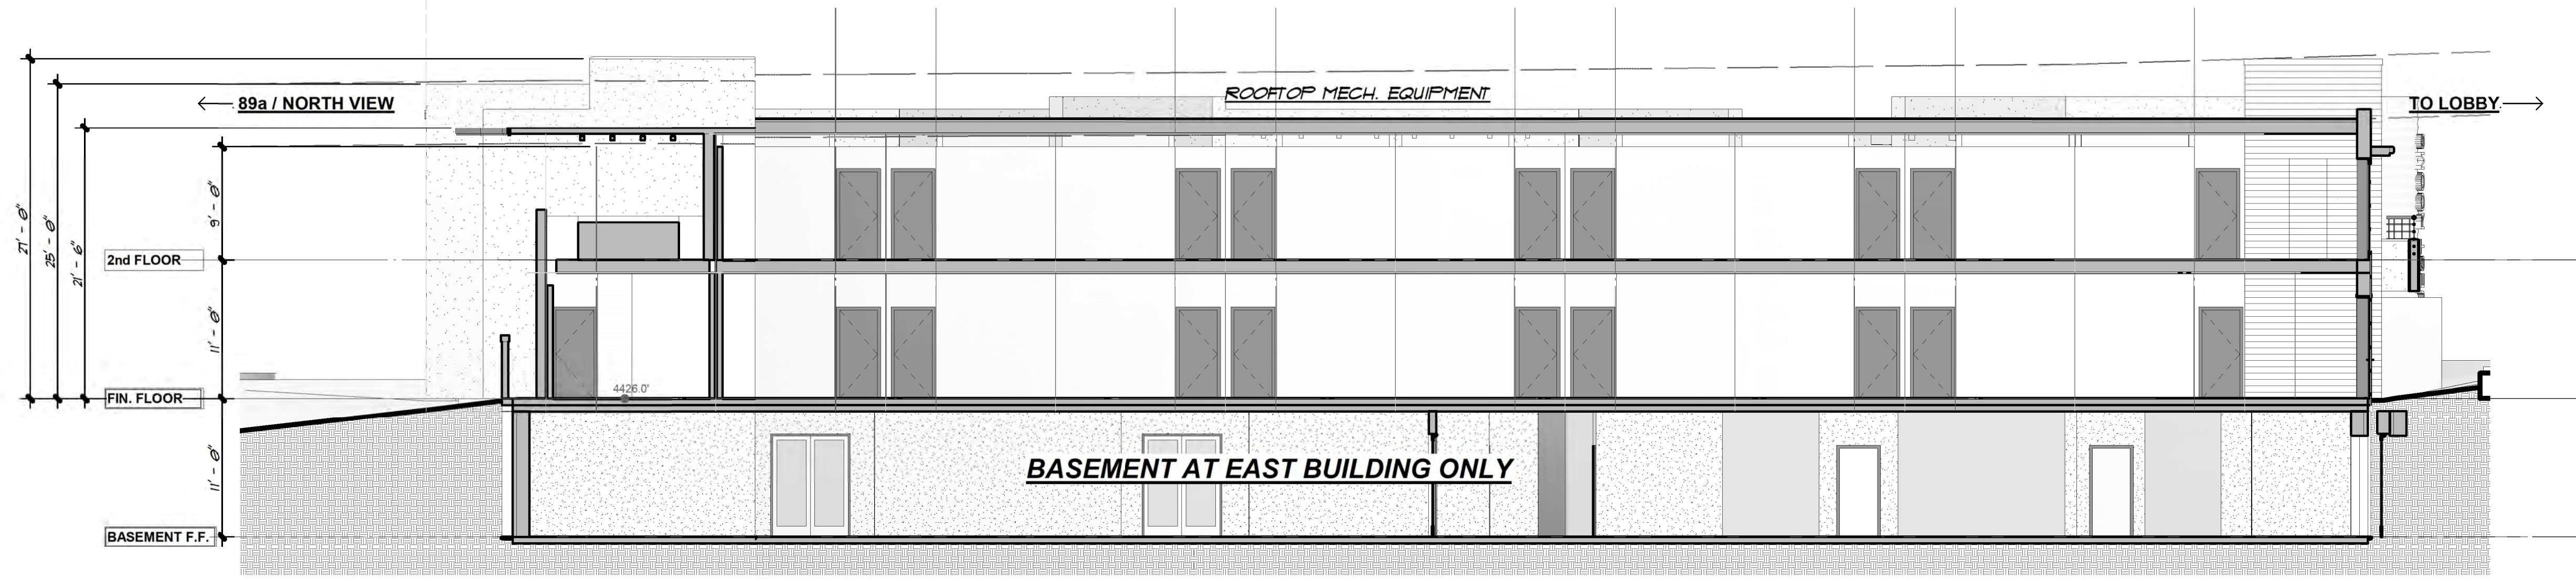 ROOFTOP MECH. EQUIPMENT
89a / NORTH VIEW
TO LOBBY
27' - 0"
25' - 0"
21' - 6"
9' - 0"
2nd FLOOR
11' - 0"
4426.0'
FIN. FLOOR
11' - 0"
BASEMENT AT EAST BUILDING ONLY
BASEMENT F.F.